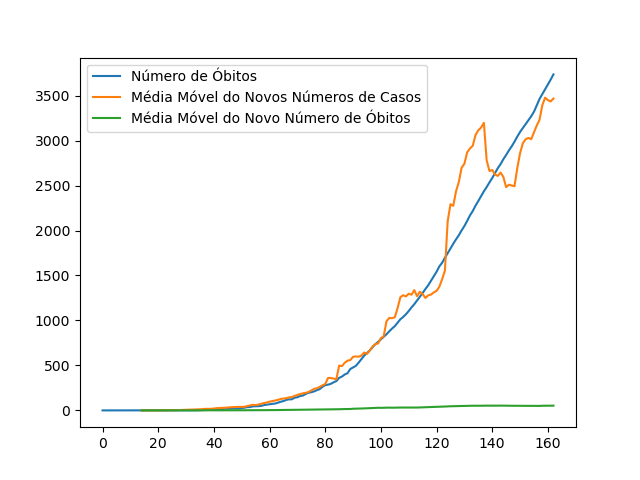 Número de Óbitos
Média Móvel do Novos Números de Casos
Média Móvel do Novo Número de Óbitos
3500
3000
2500
2000
1500
1000
500
0
0 20 40 60 80 100 120 140 160